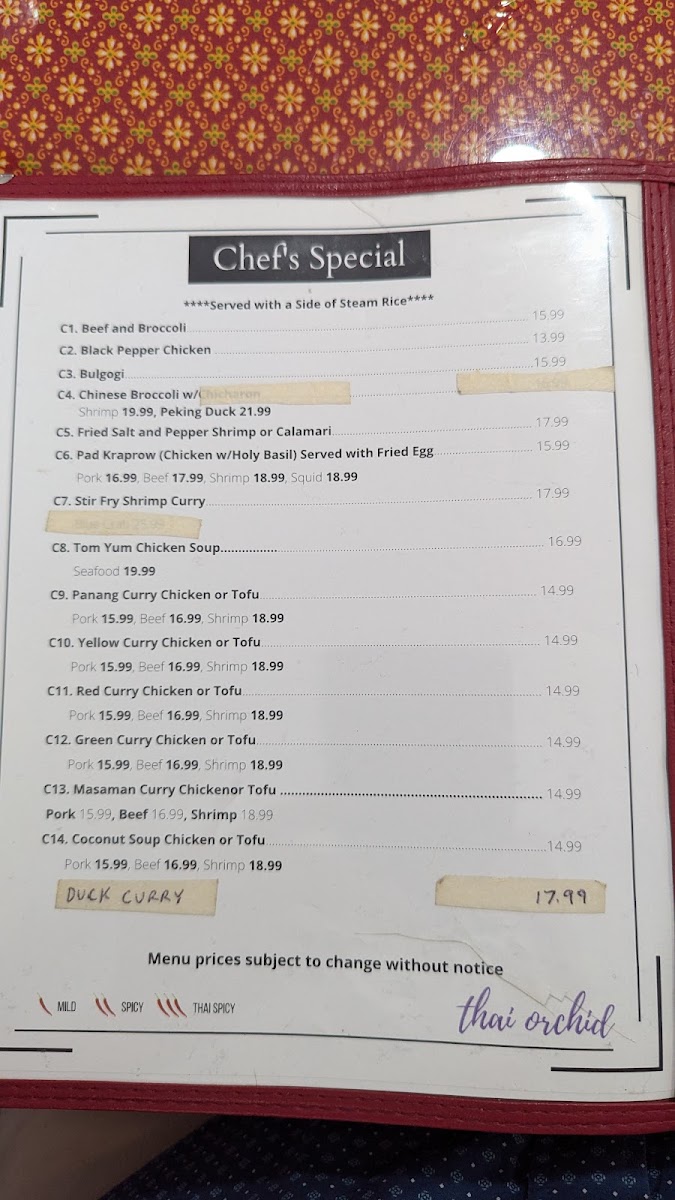 Chef's Special
****Served with a Side of Steam Rice****
C1. Beef and Broccoli 15.99
C2. Black Pepper Chicken 13.99
C3. Bulgogi 15.99
C4. Chinese Broccoli w/Chicharon
Shrimp 19.99, Peking Duck 21.99
C5. Fried Salt and Pepper Shrimp or Calamari 17.99
C6. Pad Kraprow (Chicken w/Holy Basil) Served with Fried Egg 15.99
Pork 16.99, Beef 17.99, Shrimp 18.99, Squid 18.99
C7. Stir Fry Shrimp Curry 17.99
C8. Tom Yum Chicken Soup 16.99
Seafood 19.99
C9. Panang Curry Chicken or Tofu 14.99
Pork 15.99, Beef 16.99, Shrimp 18.99
C10. Yellow Curry Chicken or Tofu 14.99
Pork 15.99, Beef 16.99, Shrimp 18.99
C11. Red Curry Chicken or Tofu 14.99
Pork 15.99, Beef 16.99, Shrimp 18.99
C12. Green Curry Chicken or Tofu 14.99
Pork 15.99, Beef 16.99, Shrimp 18.99
C13. Masaman Curry Chickenor Tofu 14.99
Pork 15.99, Beef 16.99, Shrimp 18.99
C14. Coconut Soup Chicken or Tofu 14.99
Pork 15.99, Beef 16.99, Shrimp 18.99
DUCK CURRY 17.99
Menu prices subject to change without notice
MILD SPICY THAI SPICY
thai orchid